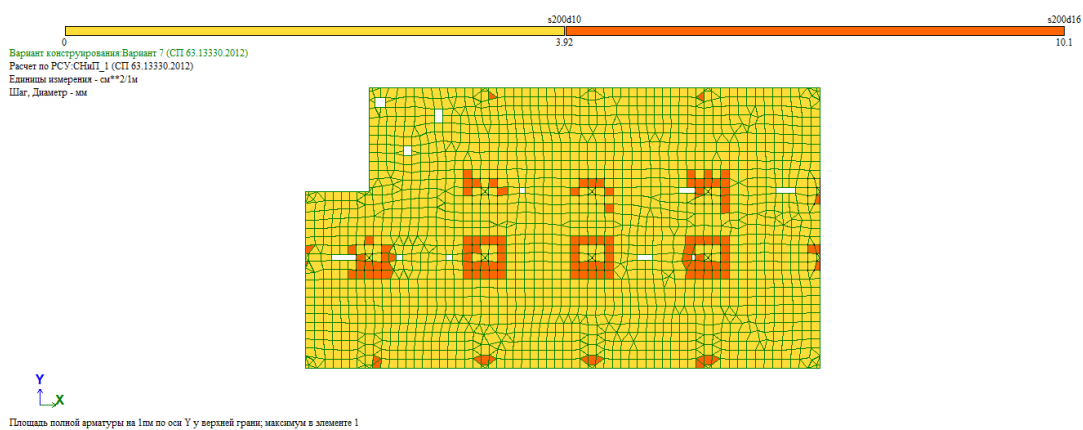 s200d10 s200d16
0 3.92 10.1
Вариант конструирования:Вариант 7 (СП 63.13330.2012)
Расчет по РСУ:СНиП_1 (СП 63.13330.2012)
Единицы измерения - см**2/1м
Шаг, Диаметр - мм
Y
X
Площадь полной арматуры на 1пм по оси Y у верхней грани; максимум в элементе 1